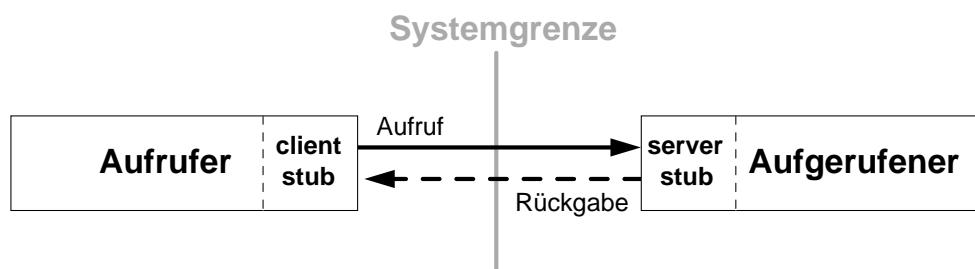 Systemgrenze
Aufruf
Aufrufer
client
stub
server
stub
Aufgerufener
Rückgabe